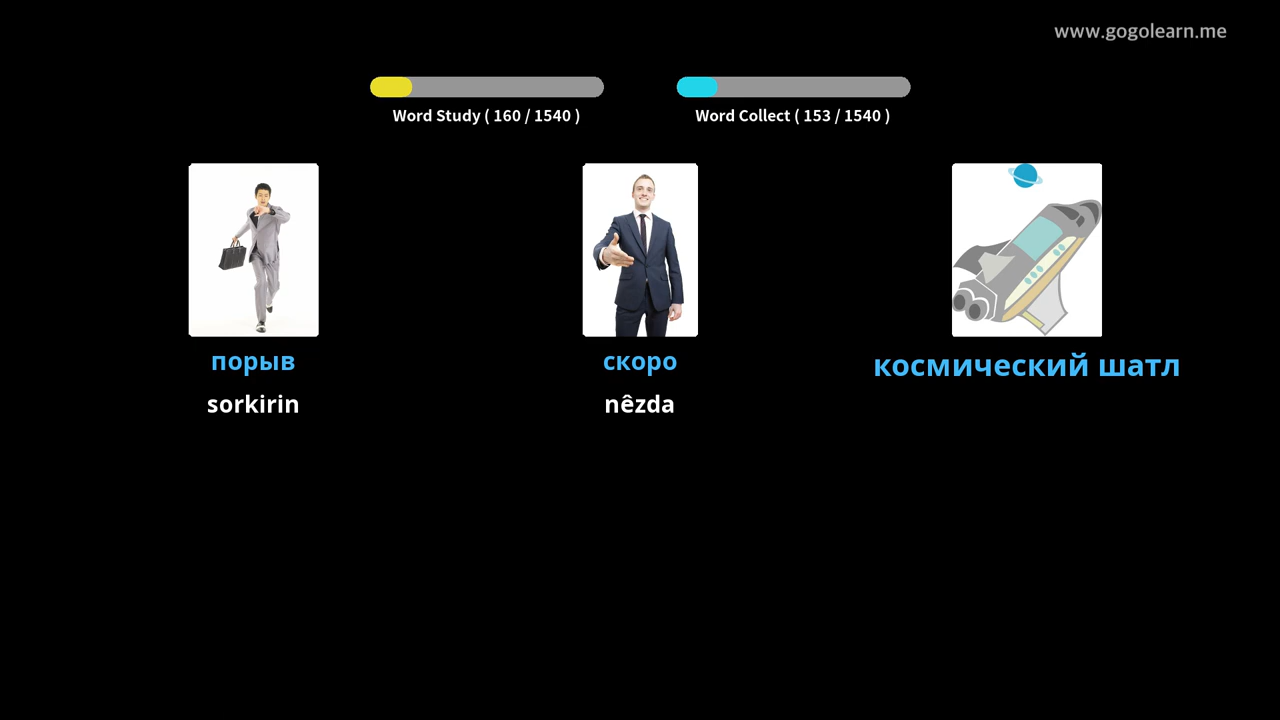 www.gogolearn.me
Word Study ( 160 / 1540 )
Word Collect ( 153 / 1540 )
порыв
скоро
космический шатл
sorkirin
nêzda